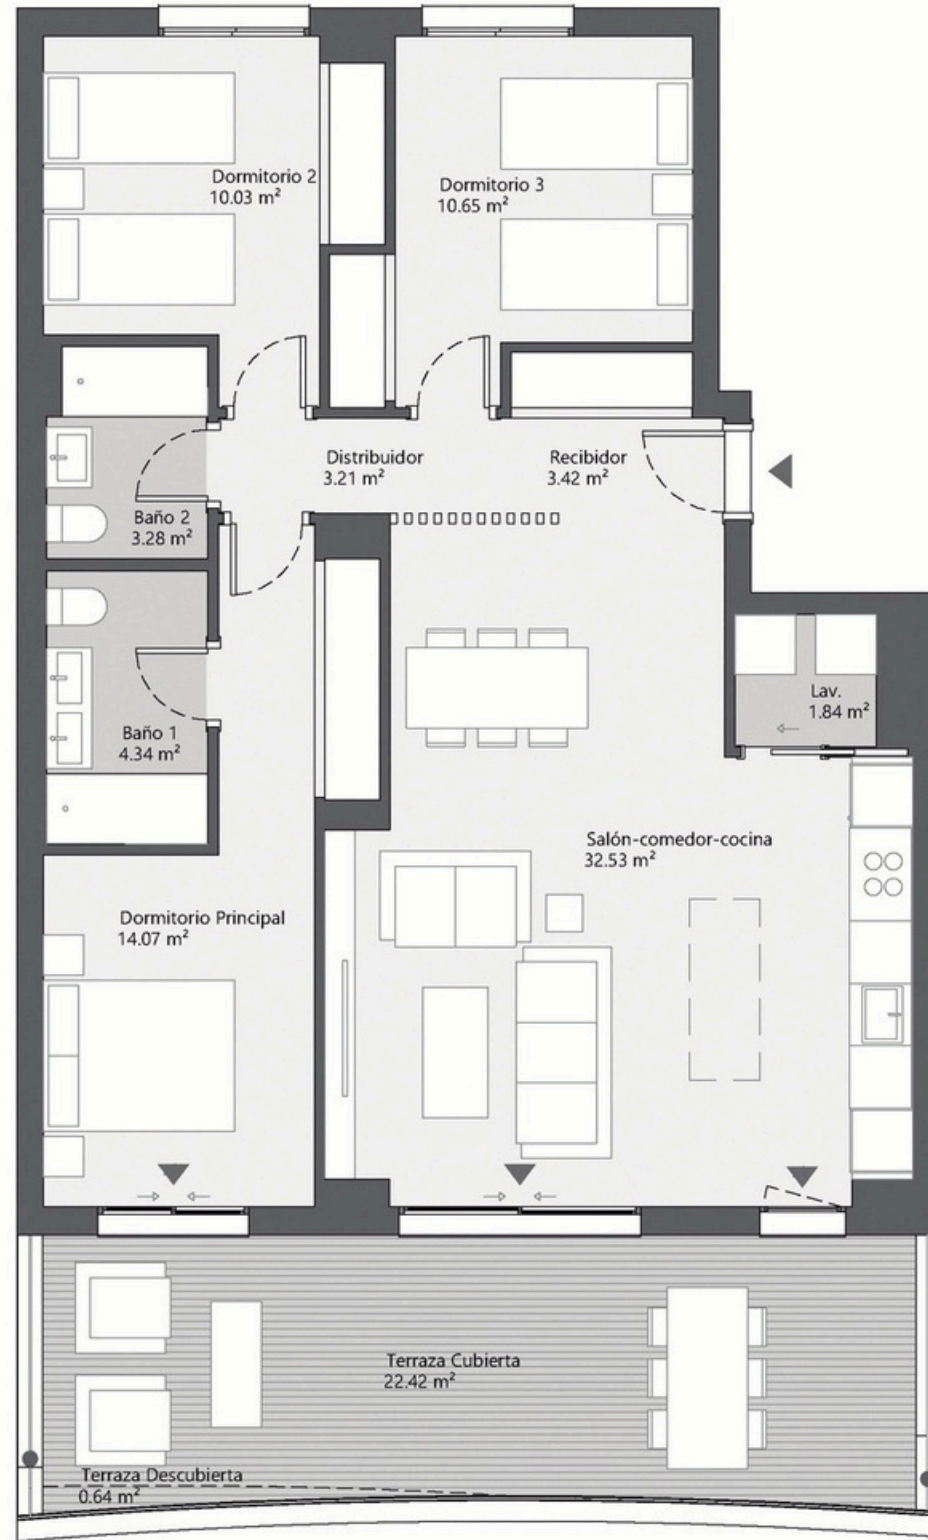 Dormitorio 2
10.03 m²
Dormitorio 3
10.65 m²
Distribuidor
3.21 m²
Recibidor
3.42 m²
Baño 2
3.28 m²
Lav.
1.84 m²
Baño 1
4.34 m²
Salón-comedor-cocina
32.53 m²
Dormitorio Principal
14.07 m²
Terraza Cubierta
22.42 m²
Terraza Descubierta
0.64 m²